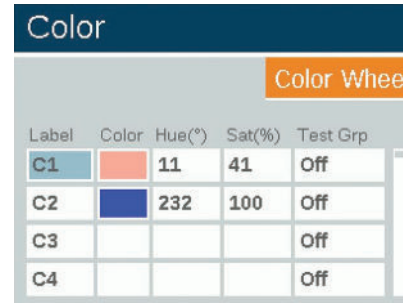 Color
Color Whee
Label Color Hue(°) Sat(%) Test Grp
C1 11 41 Off
C2 232 100 Off
C3 Off
C4 Off